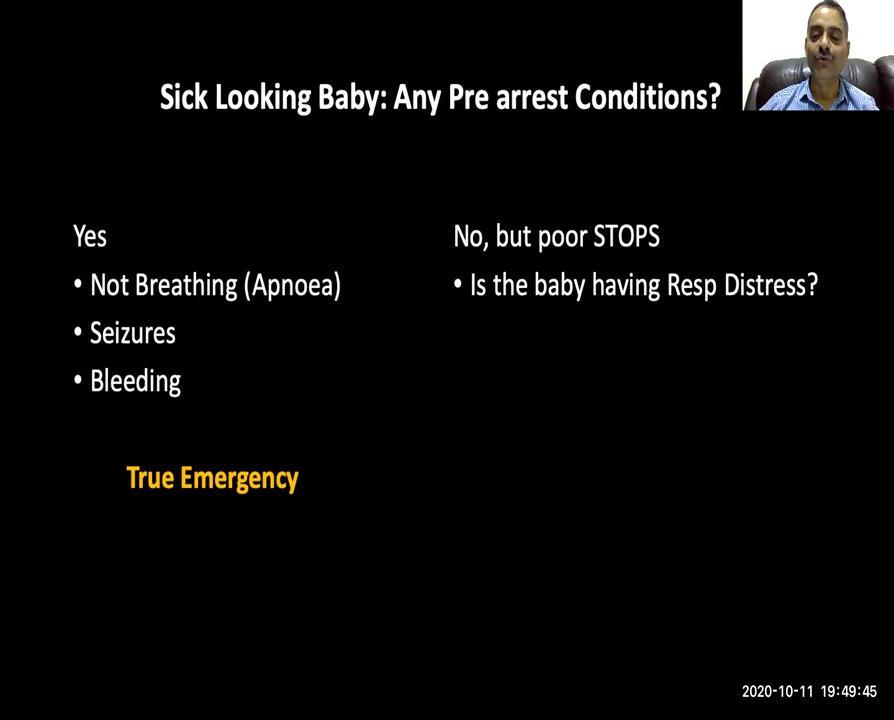 Sick Looking Baby: Any Pre arrest Conditions?
Yes
• Not Breathing (Apnoea)
• Seizures
• Bleeding
True Emergency
No, but poor STOPS
• Is the baby having Resp Distress?
2020-10-11 19:49:45